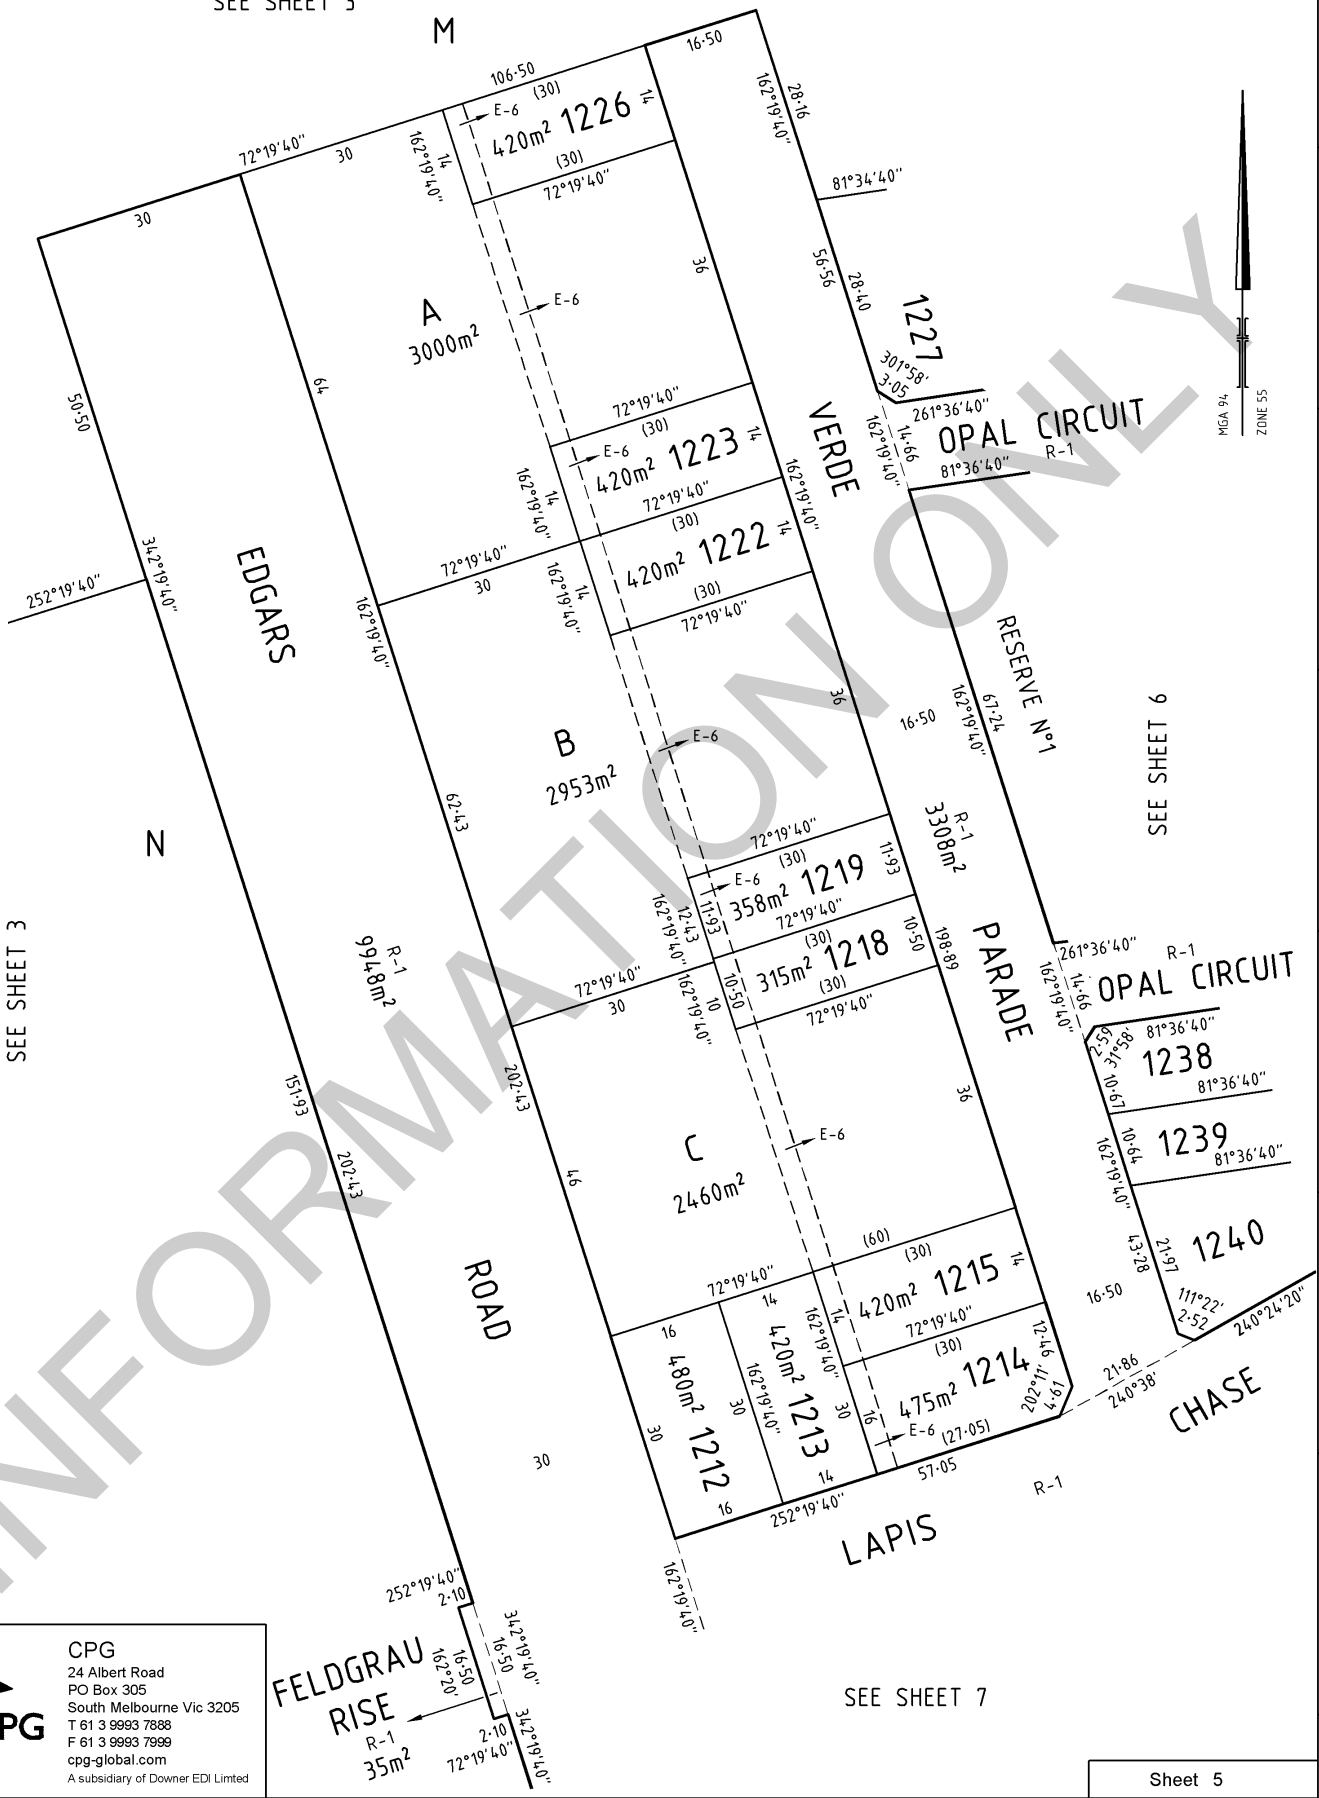 SEE SHEET 5
M
106·50
16·50
(30)
E-6
1226
420m²
14
14
162°19'40"
(30)
72°19'40"
72°19'40"
30
30
28·16
162°19'40"
81°34'40"
56·56
28·40
1227
301°58'
3·05
261°36'40"
OPAL CIRCUIT
R-1
81°36'40"
14·66
162°19'40"
MGA 94
ZONE 55
36
A
3000m²
E-6
64
50·50
342°19'40"
252°19'40"
EDGARS
162°19'40"
72°19'40"
(30)
E-6
1223
420m²
14
14
162°19'40"
72°19'40"
(30)
VERDE
162°19'40"
1222
420m²
14
14
162°19'40"
(30)
72°19'40"
72°19'40"
30
RESERVE Nº1
67·24
162°19'40"
36
16·50
SEE SHEET 6
B
2953m²
E-6
62·43
N
SEE SHEET 3
R-1
9948m²
72°19'40"
(30)
E-6
1219
358m²
11·93
11·93
12·43
162°19'40"
72°19'40"
(30)
1218
315m²
10·50
10·50
10
162°19'40"
(30)
72°19'40"
72°19'40"
30
R-1
3308m²
198·89
PARADE
261°36'40"
R-1
OPAL CIRCUIT
14·66
162°19'40"
81°36'40"
2·59
31°58'
1238
10·67
81°36'40"
1239
10·64
81°36'40"
162°19'40"
1240
43·28
21·97
111°22'
2·52
240°24'20"
16·50
21·86
240°38'
CHASE
151·93
202·43
202·43
36
E-6
C
2460m²
46
(60)
(30)
72°19'40"
1215
420m²
14
14
162°19'40"
72°19'40"
(30)
1214
475m²
12·46
202°11'
4·61
16
E-6
(27·05)
57·05
ROAD
16
14
480m² 1212
420m² 1213
30
30
30
162°19'40"
16
14
252°19'40"
30
R-1
LAPIS
162°19'40"
252°19'40"
2·10
342°19'40"
16·50
16·50
162°20'
FELDGRAU
RISE
R-1
35m²
2·10
72°19'40"
342°19'40"
SEE SHEET 7
INFORMATION ONLY
CPG
24 Albert Road
PO Box 305
South Melbourne Vic 3205
T 61 3 9993 7888
F 61 3 9993 7999
cpg-global.com
A subsidiary of Downer EDI Limted
PG
Sheet 5